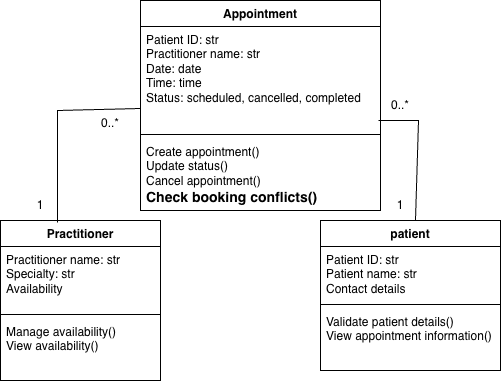 Appointment
Patient ID: str
Practitioner name: str
Date: date
Time: time
Status: scheduled, cancelled, completed
0..*
0..*
Create appointment()
Update status()
Cancel appointment()
Check booking conflicts()
1
1
Practitioner
Practitioner name: str
Specialty: str
Availability
Manage availability()
View availability()
patient
Patient ID: str
Patient name: str
Contact details
Validate patient details()
View appointment information()